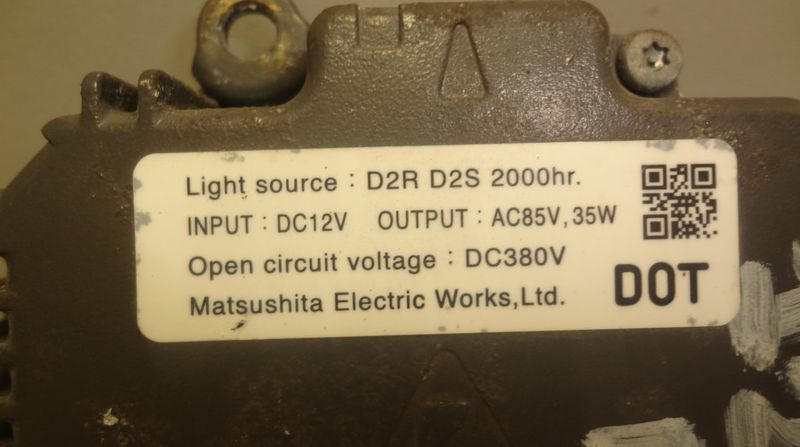 Light source : D2R D2S 2000hr.
INPUT : DC12V OUTPUT : AC85V, 35W
Open circuit voltage : DC380V
Matsushita Electric Works,Ltd.
DOT